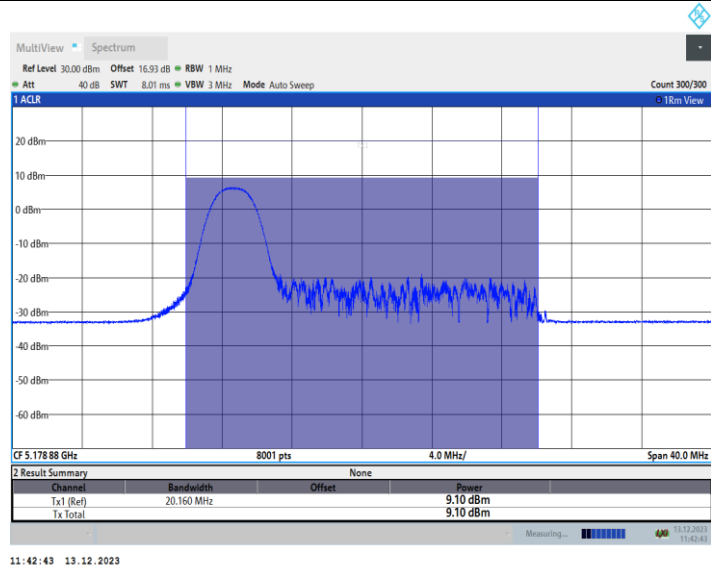 R&S
MultiView Spectrum
Ref Level 30.00 dBm Offset 16.93 dB RBW 1 MHz
Att 40 dB SWT 8.01 ms VBW 3 MHz Mode Auto Sweep Count 300/300
1 ACLR 1Rm View
20 dBm
10 dBm
0 dBm
-10 dBm
-20 dBm
-30 dBm
-40 dBm
-50 dBm
-60 dBm
CF 5.178 88 GHz 8001 pts 4.0 MHz/ Span 40.0 MHz
2 Result Summary None
Channel Bandwidth Offset Power
Tx1 (Ref) 20.160 MHz 9.10 dBm
Tx Total 9.10 dBm
Measuring... 13.12.2023
11:42:43
11:42:43 13.12.2023